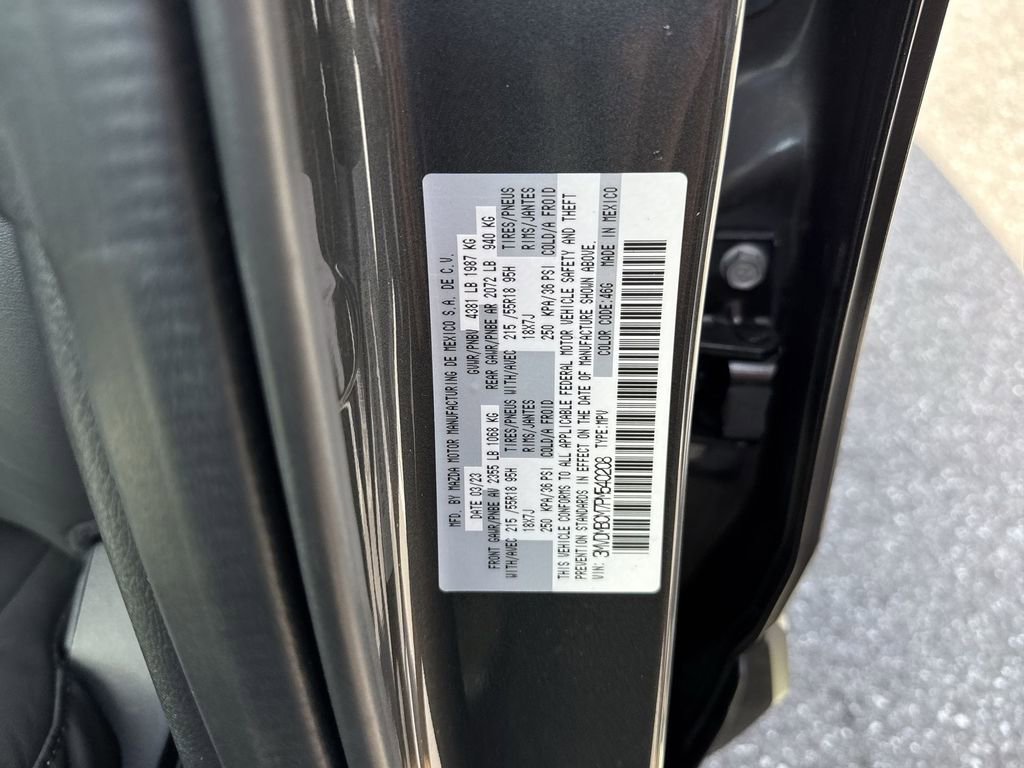 MFD. BY MAZDA MOTOR MANUFACTURING DE MEXICO S.A. DE C.V.
DATE 03/23 GVWR/PNBV 4381 LB 1987 KG
FRONT GAWR/PNBE AV 2355 LB 1068 KG REAR GAWR/PNBE AR 2072 LB 940 KG
WITH/AVEC 215 /55R18 95H TIRES/PNEUS WITH/AVEC 215 /55R18 95H TIRES/PNEUS
18X7J RIMS/JANTES 18X7J RIMS/JANTES
250 KPA/36 PSI COLD/A FROID 250 KPA/36 PSI COLD/A FROID
THIS VEHICLE CONFORMS TO ALL APPLICABLE FEDERAL MOTOR VEHICLE SAFETY AND THEFT
PREVENTION STANDARDS IN EFFECT ON THE DATE OF MANUFACTURE SHOWN ABOVE.
VIN: 3MVDMBCM7PM540208 TYPE:MPV COLOR CODE:46G MADE IN MEXICO